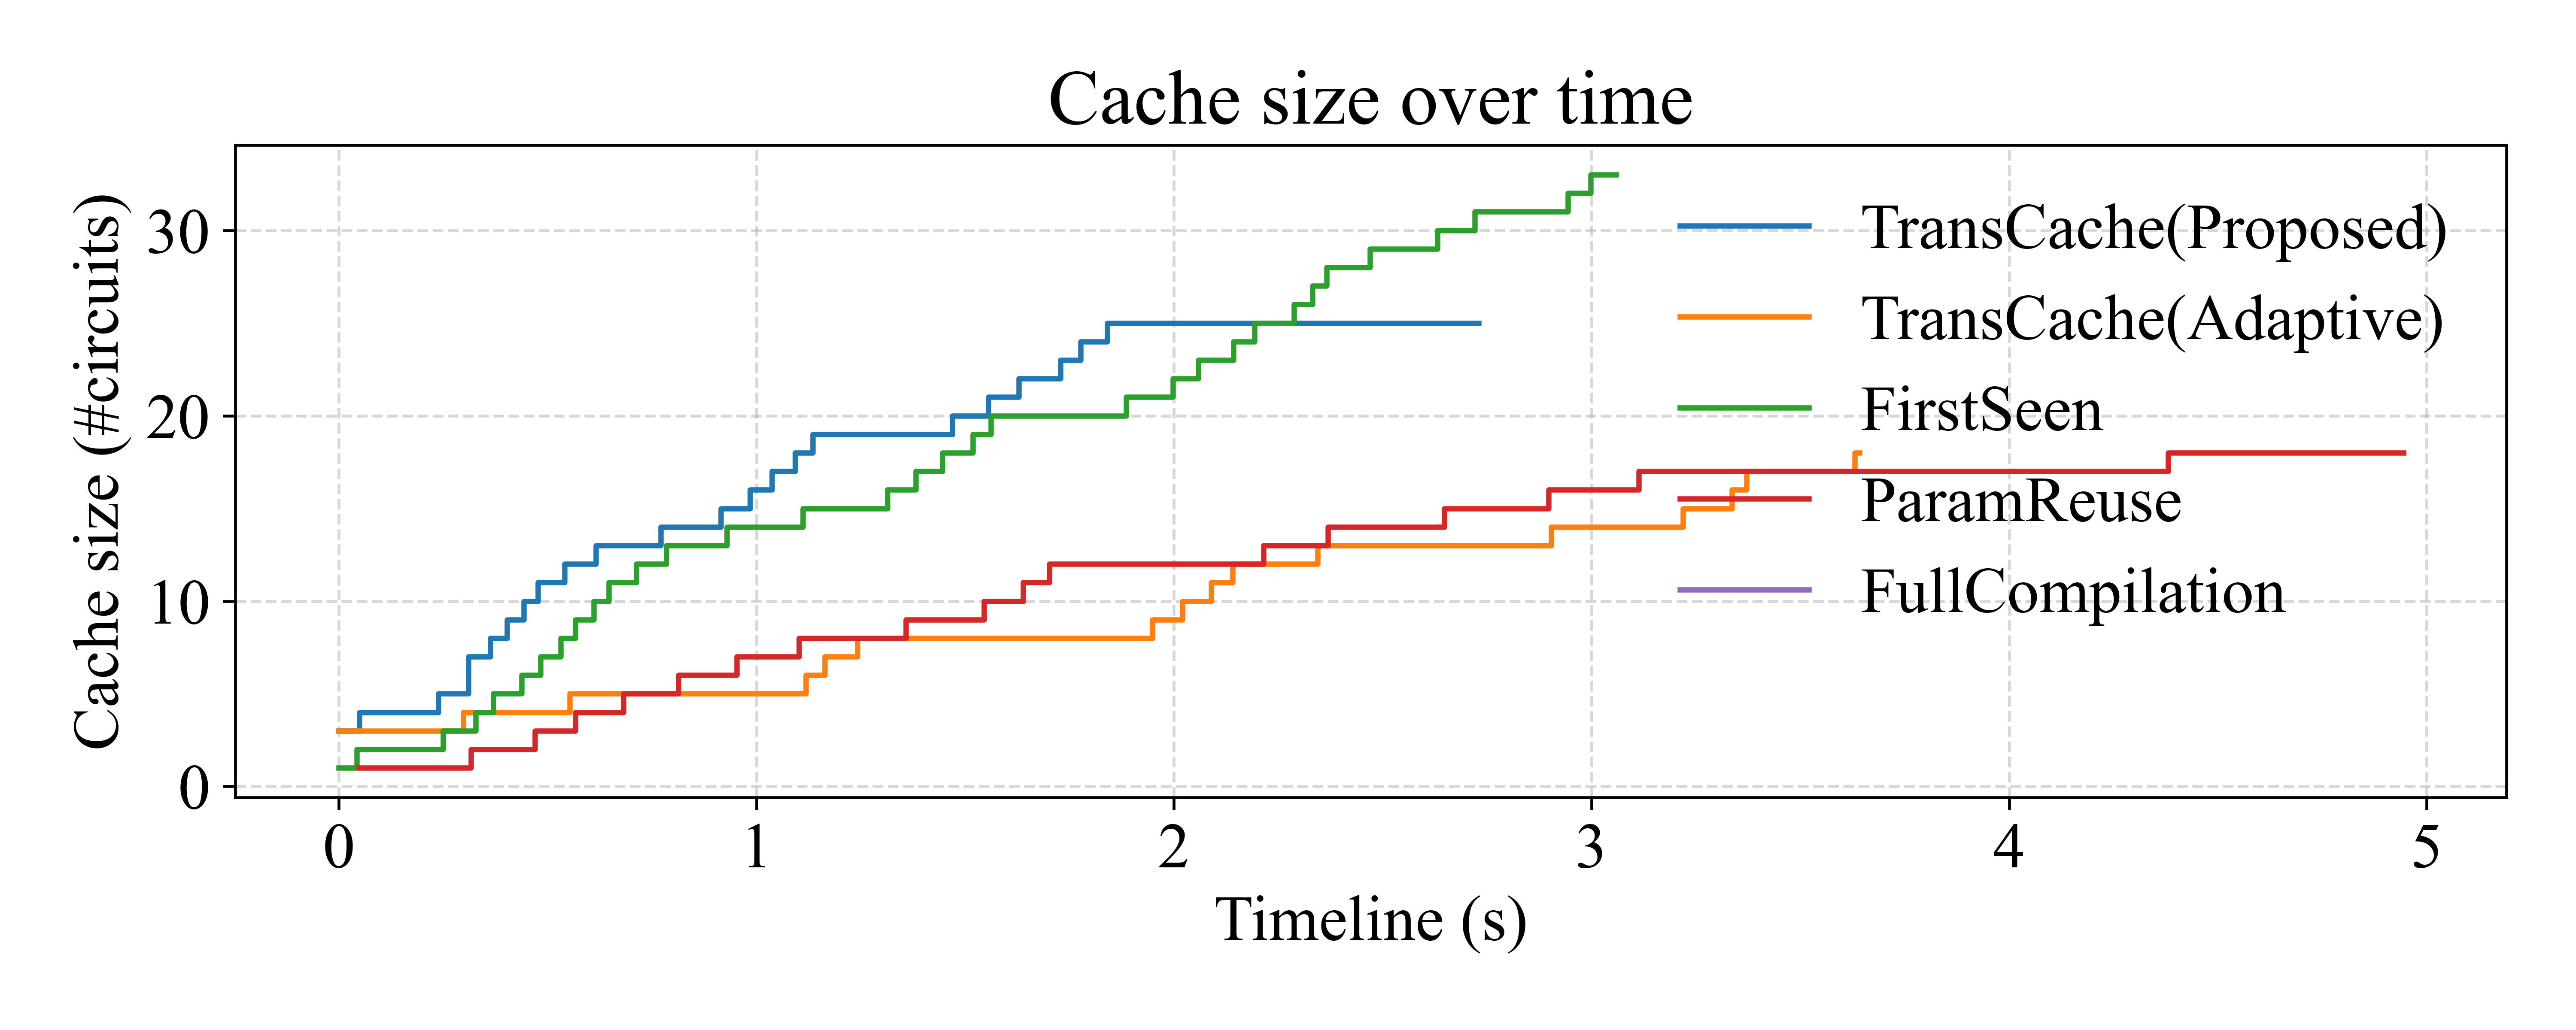 Cache size over time
Cache size (#circuits)
30
20
10
0
TransCache(Proposed)
TransCache(Adaptive)
FirstSeen
ParamReuse
FullCompilation
0 1 2 3 4 5
Timeline (s)